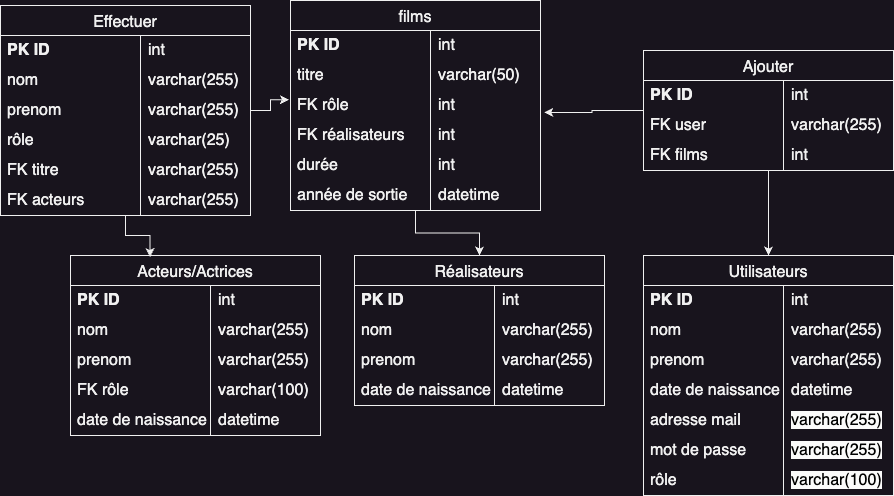 Effectuer
PK ID int
nom varchar(255)
prenom varchar(255)
rôle varchar(25)
FK titre varchar(255)
FK acteurs varchar(255)
films
PK ID int
titre varchar(50)
FK rôle int
FK réalisateurs int
durée int
année de sortie datetime
Ajouter
PK ID int
FK user varchar(255)
FK films int
Acteurs/Actrices
PK ID int
nom varchar(255)
prenom varchar(255)
FK rôle varchar(100)
date de naissance datetime
Réalisateurs
PK ID int
nom varchar(255)
prenom varchar(255)
date de naissance datetime
Utilisateurs
PK ID int
nom varchar(255)
prenom varchar(255)
date de naissance datetime
adresse mail varchar(255)
mot de passe varchar(255)
rôle varchar(100)